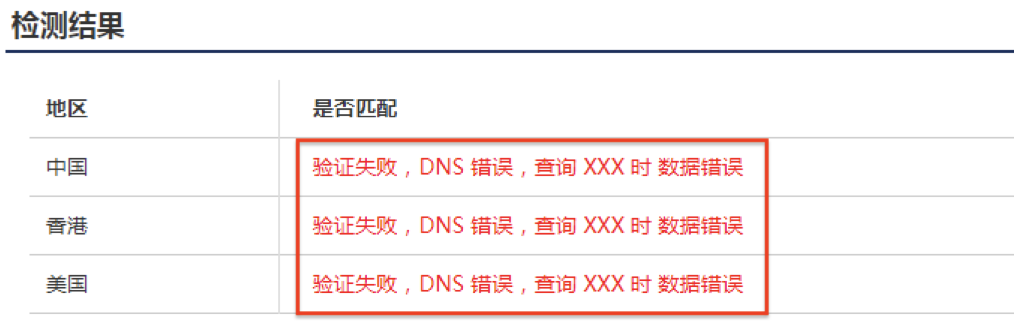 检测结果
地区 是否匹配
中国 验证失败，DNS 错误，查询 XXX 时 数据错误
香港 验证失败，DNS 错误，查询 XXX 时 数据错误
美国 验证失败，DNS 错误，查询 XXX 时 数据错误